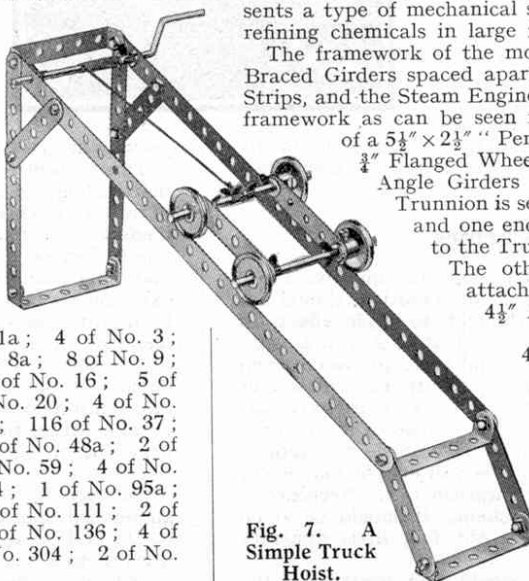 sents a type of mechanical s
refining chemicals in large
The framework of the mo
Braced Girders spaced apar
Strips, and the Steam Engine
framework as can be seen
of a 5½″ × 2½″ “ Per
¾″ Flanged Whee
Angle Girders
Trunnion is se
and one end
to the Tru
The oth
attach
4½″
4
1a ; 4 of No. 3 ;
8a ; 8 of No. 9 ;
of No. 16 ; 5 of
No. 20 ; 4 of No.
; 116 of No. 37 ;
of No. 48a ; 2 of
No. 59 ; 4 of No.
; 1 of No. 95a ;
of No. 111 ; 2 of
of No. 136 ; 4 of
No. 304 ; 2 of No.
Fig. 7. A
Simple Truck
Hoist.